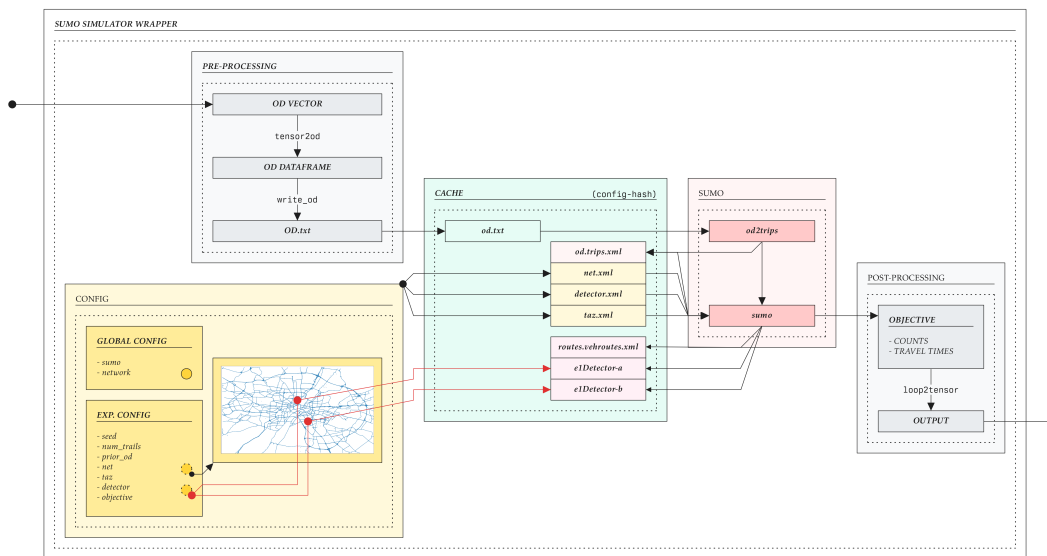 SUMO SIMULATOR WRAPPER
PRE-PROCESSING
OD VECTOR
tensor2od
OD DATAFRAME
write_od
OD.txt
CACHE
(config-hash)
od.txt
od.trips.xml
net.xml
detector.xml
taz.xml
routes.vehroutes.xml
e1Detector-a
e1Detector-b
SUMO
od2trips
sumo
CONFIG
GLOBAL CONFIG
- sumo
- network
EXP. CONFIG
- seed
- num_trails
- prior_od
- net
- taz
- detector
- objective
POST-PROCESSING
OBJECTIVE
- COUNTS
- TRAVEL TIMES
loop2tensor
OUTPUT